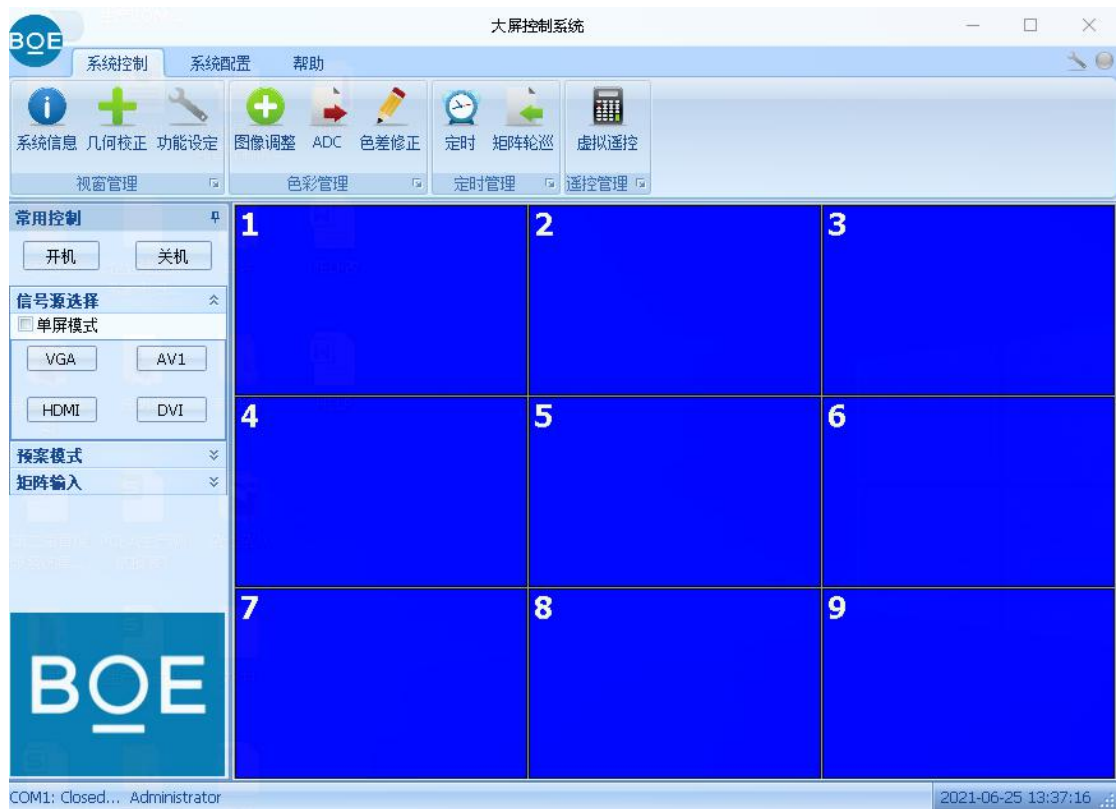 大屏控制系统
BOE
系统控制 系统配置 帮助
系统信息 几何校正 功能设定 图像调整 ADC 色差修正 定时 矩阵轮巡 虚拟遥控
视窗管理 色彩管理 定时管理 遥控管理
常用控制
开机 关机
信号源选择
单屏模式
VGA AV1
HDMI DVI
预案模式
矩阵输入
1 2 3
4 5 6
7 8 9
BOE
COM1: Closed... Administrator 2021-06-25 13:37:16